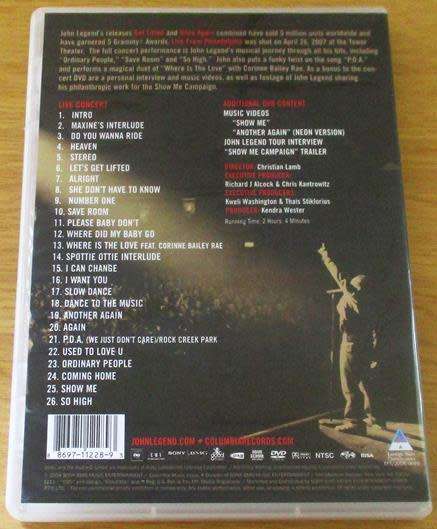 John Legend's releases Get Lifted and Once Again combined have sold 5 million units worldwide and
have garnered 5 Grammy Awards. Live From Philadelphia was shot on April 26, 2007 at the Tower
Theater. The full concert performance is John Legend's musical journey through all his hits, including
"Ordinary People," "Save Room" and "So High." John also puts a funky twist on the song "P.D.A."
and performs a magical duet of "Where Is The Love" with Corinne Bailey Rae. As a bonus to the con-
cert DVD are a personal interview and music videos, as well as footage of John Legend sharing
his philanthropic work for the Show Me Campaign.
LIVE CONCERT
1. INTRO
2. MAXINE'S INTERLUDE
3. DO YOU WANNA RIDE
4. HEAVEN
5. STEREO
6. LET'S GET LIFTED
7. ALRIGHT
8. SHE DON'T HAVE TO KNOW
9. NUMBER ONE
10. SAVE ROOM
11. PLEASE BABY DON'T
12. WHERE DID MY BABY GO
13. WHERE IS THE LOVE FEAT. CORINNE BAILEY RAE
14. SPOTTIE OTTIE INTERLUDE
15. I CAN CHANGE
16. I WANT YOU
17. SLOW DANCE
18. DANCE TO THE MUSIC
19. ANOTHER AGAIN
20. AGAIN
21. P.D.A. (WE JUST DON'T CARE)/ROCK CREEK PARK
22. USED TO LOVE U
23. ORDINARY PEOPLE
24. COMING HOME
25. SHOW ME
26. SO HIGH
ADDITIONAL DVD CONTENT
MUSIC VIDEOS
"SHOW ME"
"ANOTHER AGAIN" (NEON VERSION)
JOHN LEGEND TOUR INTERVIEW
"SHOW ME CAMPAIGN" TRAILER
DIRECTOR: Christian Lamb
EXECUTIVE PRODUCER:
Richard J Alcock & Chris Kantrowitz
EXECUTIVE PRODUCERS
Kweli Washington & Thais Stiklorius
PRODUCER: Kendra Wester
Running Time: 2 Hours: 4 Minutes
8 8697-11228-9
JOHNLEGEND.COM COLUMBIARECORDS.COM
SONY BMG
DVD
NTSC
RISA